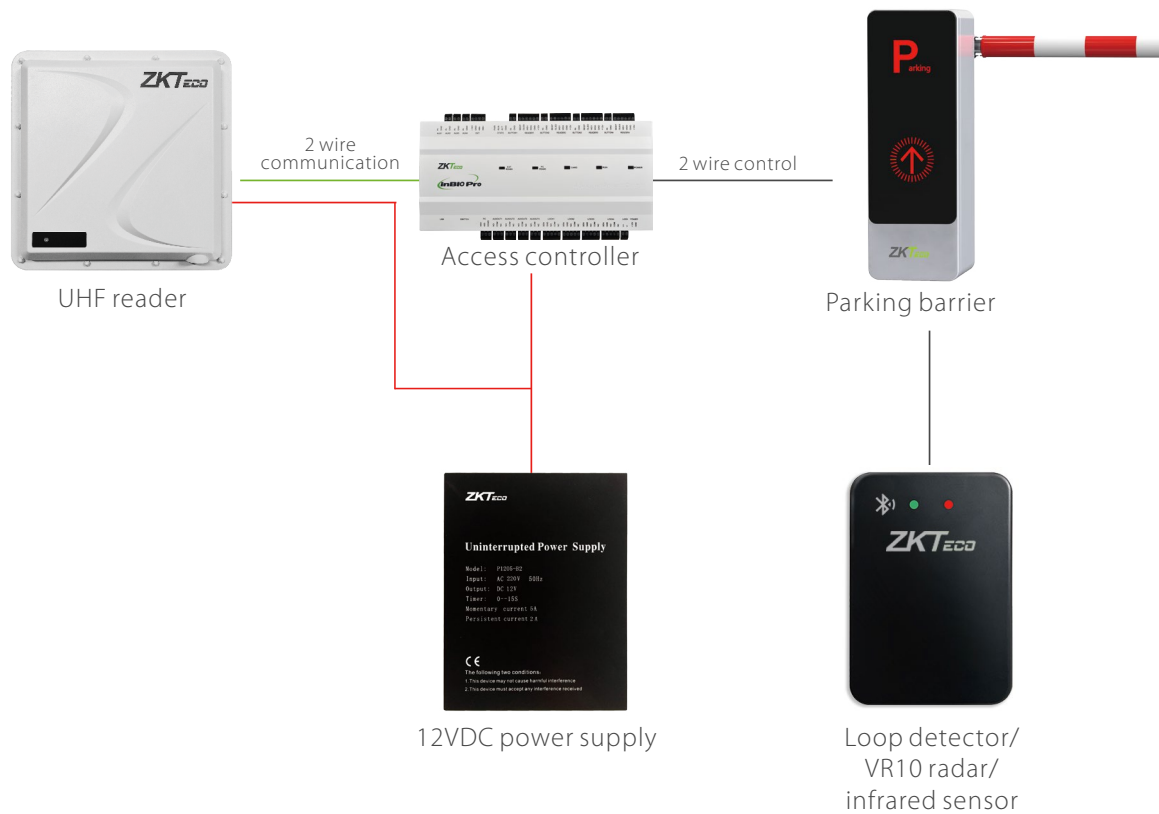 ZKTeco
2 wire
communication
ZKTeco
inBIO Pro
2 wire control
Parking
ZKTeco
UHF reader
Access controller
Parking barrier
ZKTeco
Uninterrupted Power Supply
Model: P1205-B2
Input: AC 220V 50Hz
Output: DC 12V
Timer: 0--15S
Momentary current 5A
Persistent current 2A
CE
The following two conditions:
1. This device may not cause harmful interference
2. This device must accept any interference received
ZKTeco
12VDC power supply
Loop detector/
VR10 radar/
infrared sensor